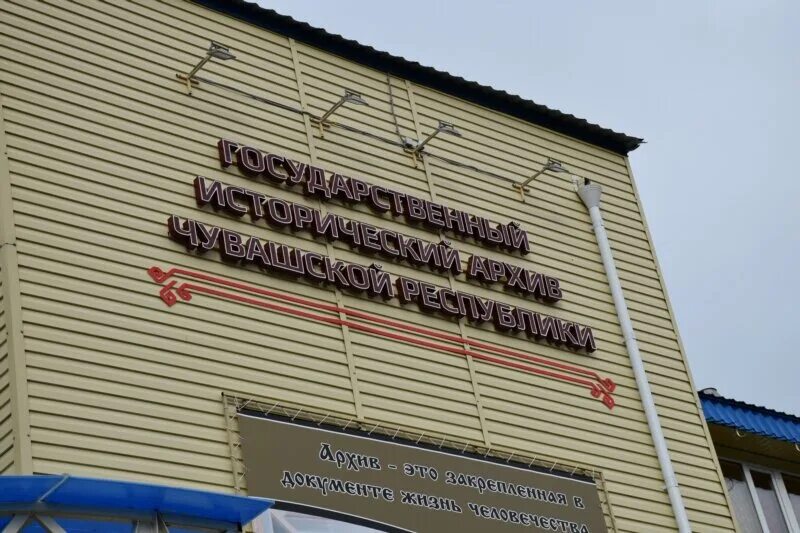 ГОСУДАРСТВЕННЫЙ
ИСТОРИЧЕСКИЙ АРХИВ
ЧУВАШСКОЙ РЕСПУБЛИКИ
Архив - это закрепленная в
документе жизнь человечества